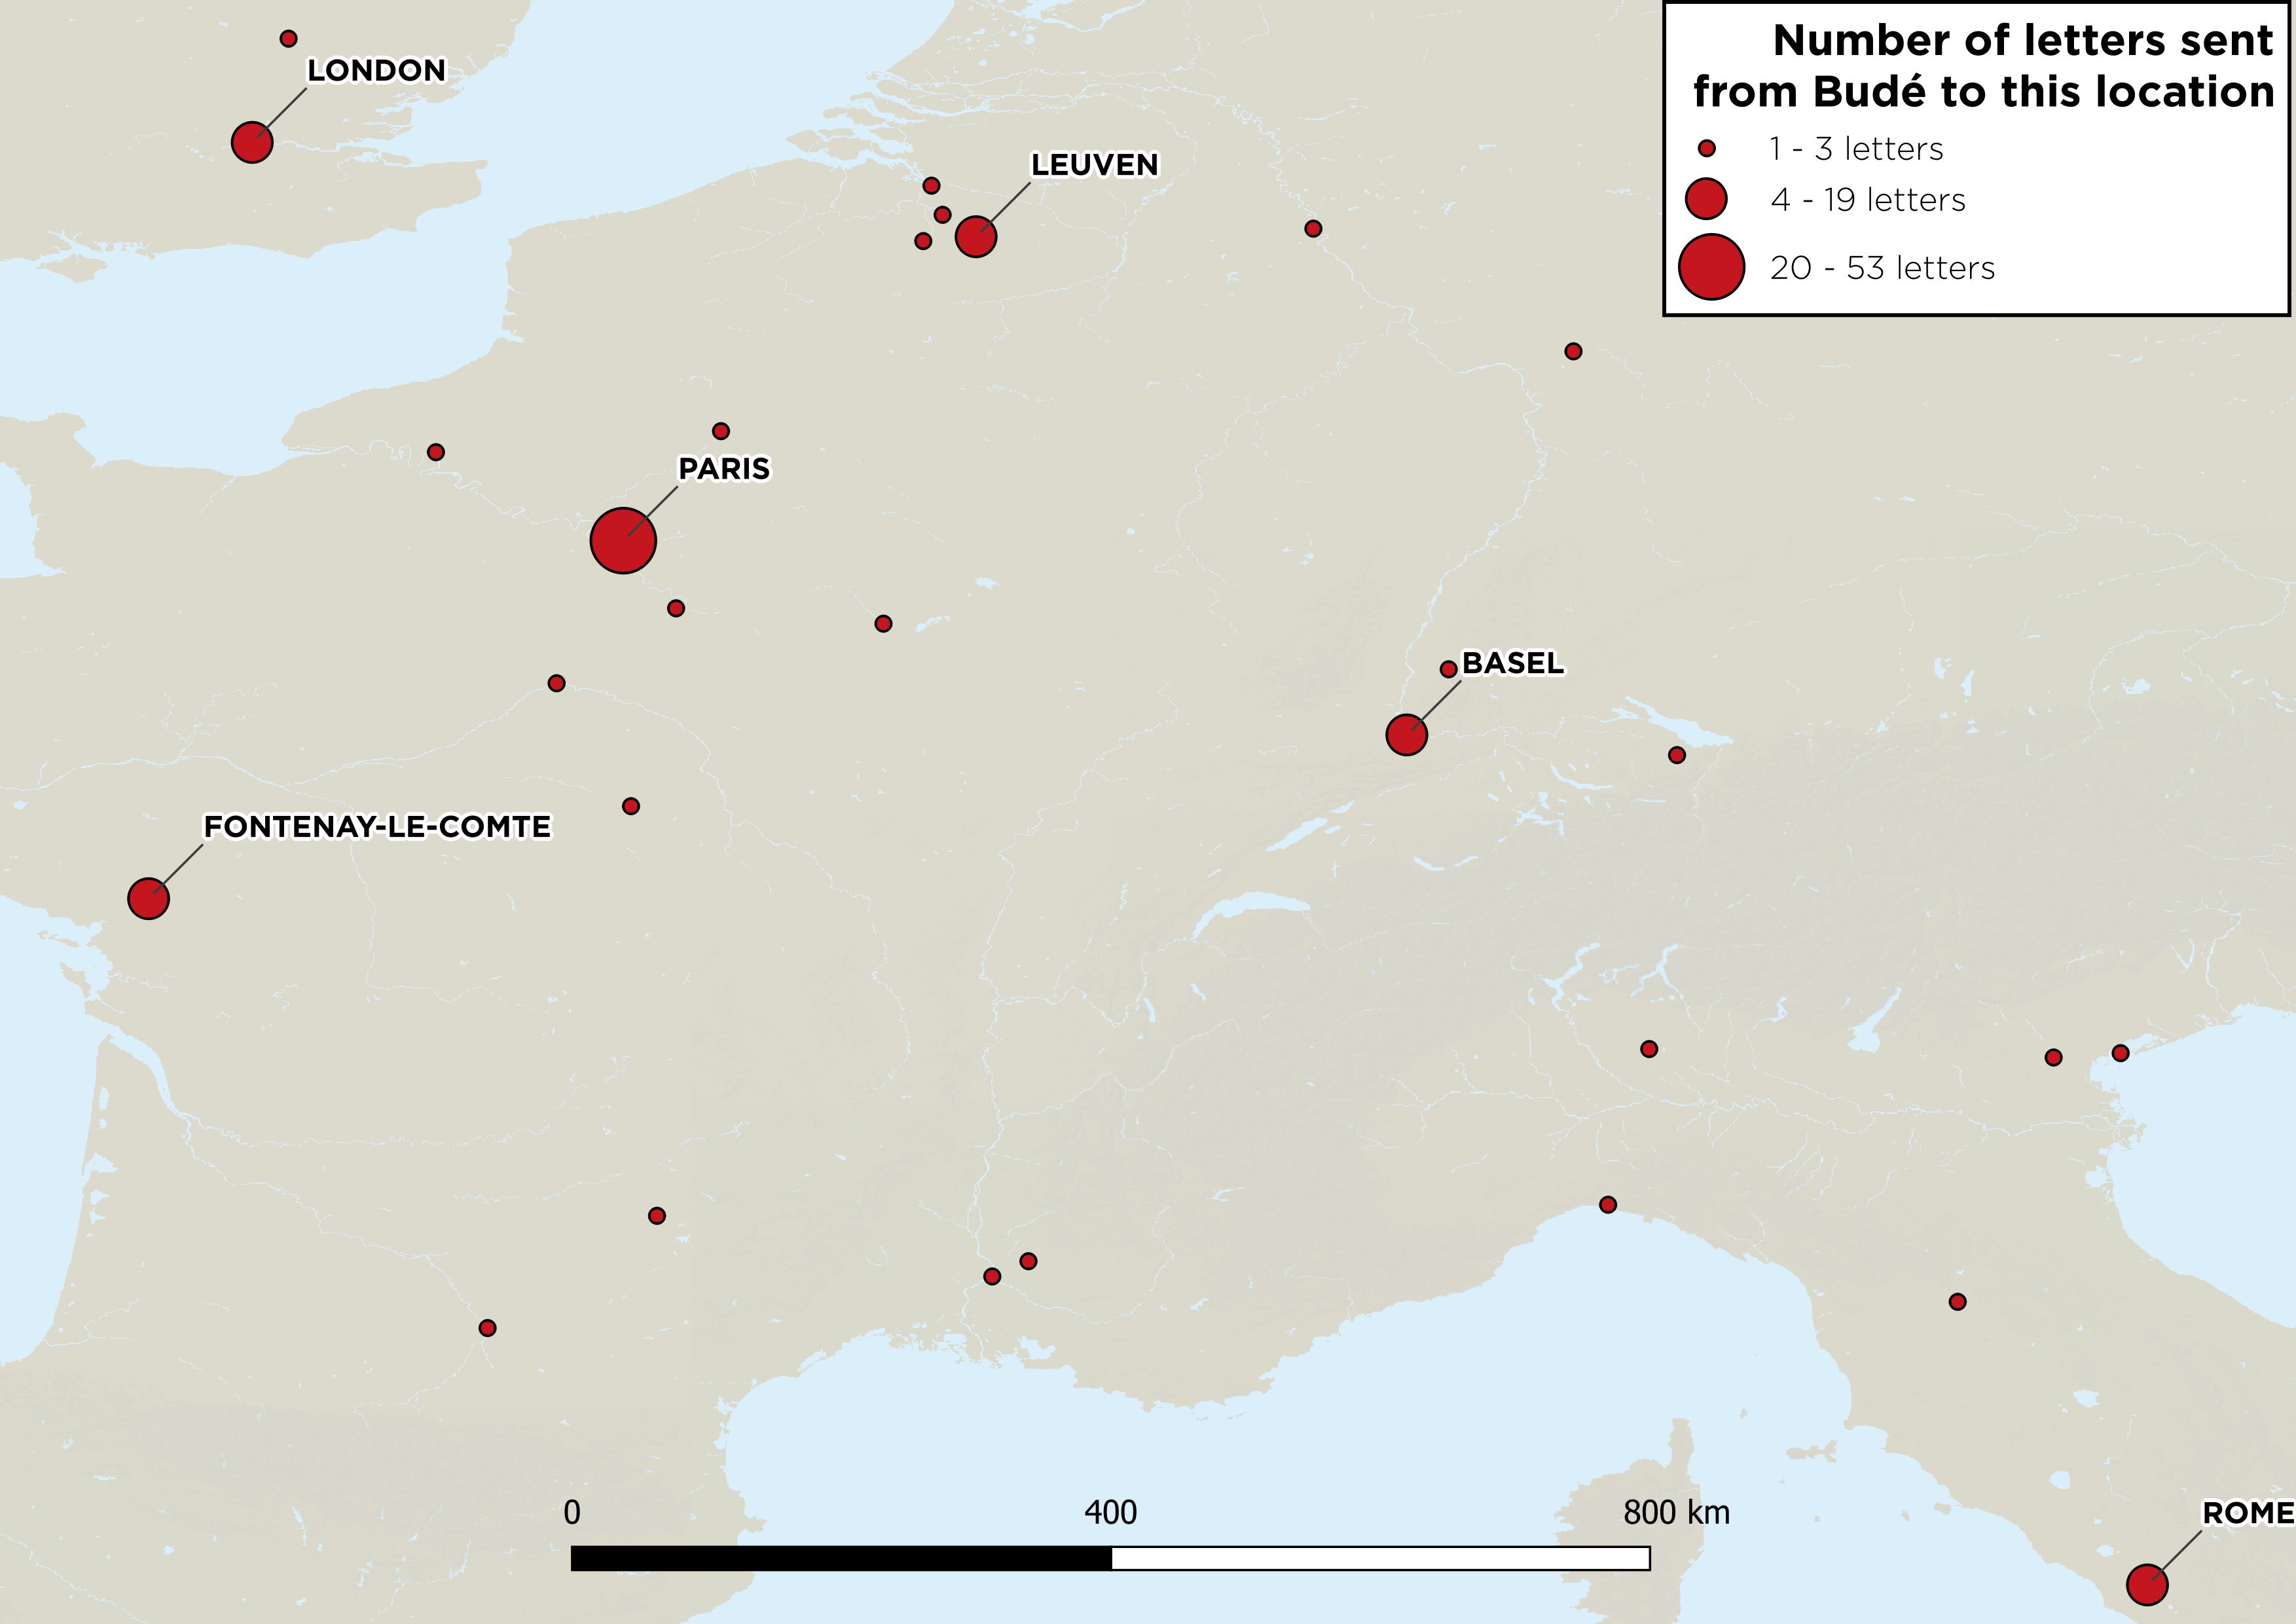 Number of letters sent
from Budé to this location
1 - 3 letters
4 - 19 letters
20 - 53 letters
LONDON
LEUVEN
PARIS
BASEL
FONTENAY-LE-COMTE
ROME
0 400 800 km